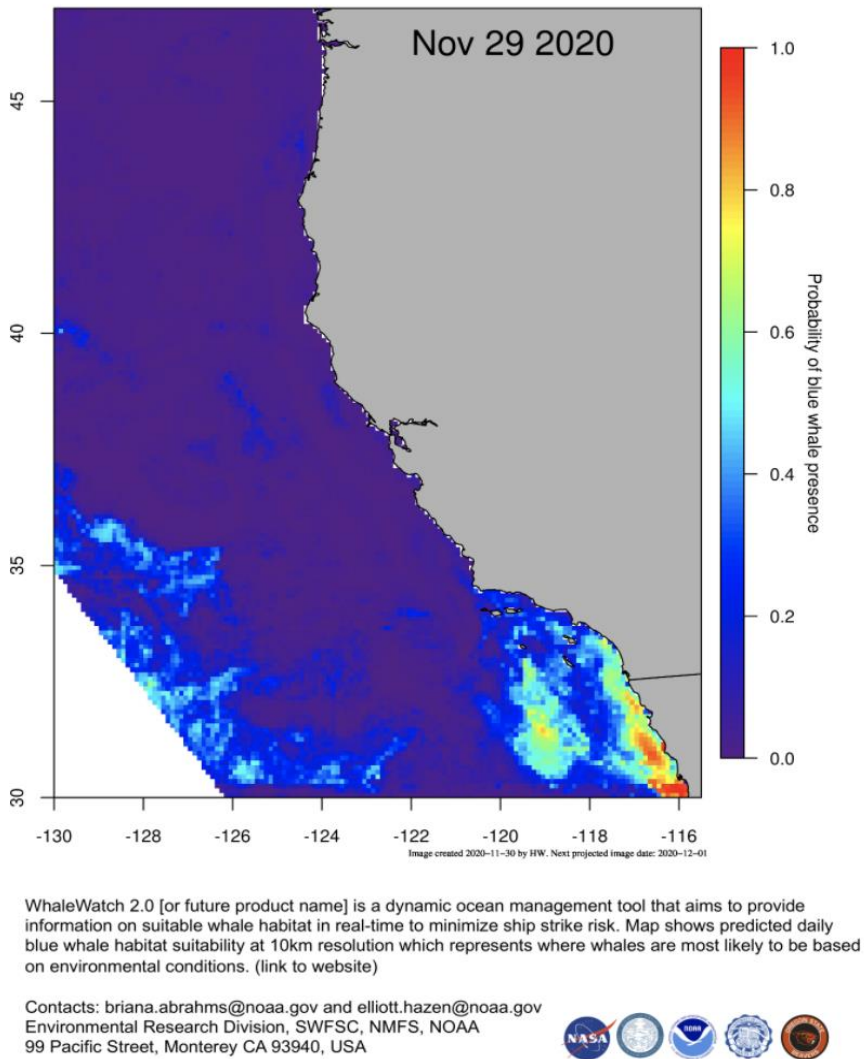 Nov 29 2020
1.0
0.8
0.6
0.4
0.2
0.0
Probability of blue whale presence
45
40
35
30
-130
-128
-126
-124
-122
-120
-118
-116
Image created 2020-11-30 by HW. Next projected image date: 2020-12-01
WhaleWatch 2.0 [or future product name] is a dynamic ocean management tool that aims to provide
information on suitable whale habitat in real-time to minimize ship strike risk. Map shows predicted daily
blue whale habitat suitability at 10km resolution which represents where whales are most likely to be based
on environmental conditions. (link to website)
Contacts: briana.abrahms@noaa.gov and elliott.hazen@noaa.gov
Environmental Research Division, SWFSC, NMFS, NOAA
99 Pacific Street, Monterey CA 93940, USA
NASA
NOAA